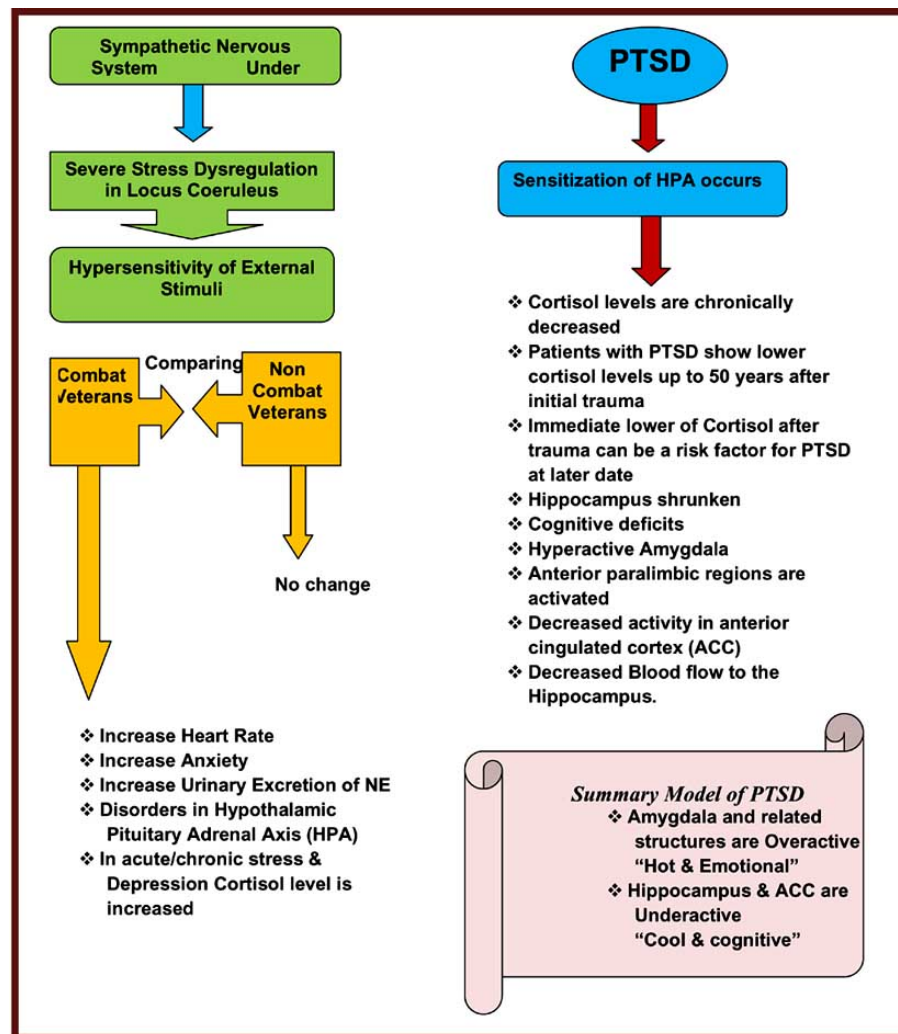 Sympathetic Nervous
System Under
Severe Stress Dysregulation
in Locus Coeruleus
Hypersensitivity of External
Stimuli
Combat
Veterans
Comparing
Non
Combat
Veterans
No change
❖ Increase Heart Rate
❖ Increase Anxiety
❖ Increase Urinary Excretion of NE
❖ Disorders in Hypothalamic
Pituitary Adrenal Axis (HPA)
❖ In acute/chronic stress &
Depression Cortisol level is
increased
PTSD
Sensitization of HPA occurs
❖ Cortisol levels are chronically
decreased
❖ Patients with PTSD show lower
cortisol levels up to 50 years after
initial trauma
❖ Immediate lower of Cortisol after
trauma can be a risk factor for PTSD
at later date
❖ Hippocampus shrunken
❖ Cognitive deficits
❖ Hyperactive Amygdala
❖ Anterior paralimbic regions are
activated
❖ Decreased activity in anterior
cingulated cortex (ACC)
❖ Decreased Blood flow to the
Hippocampus.
Summary Model of PTSD
❖ Amygdala and related
structures are Overactive
“Hot & Emotional”
❖ Hippocampus & ACC are
Underactive
“Cool & cognitive”